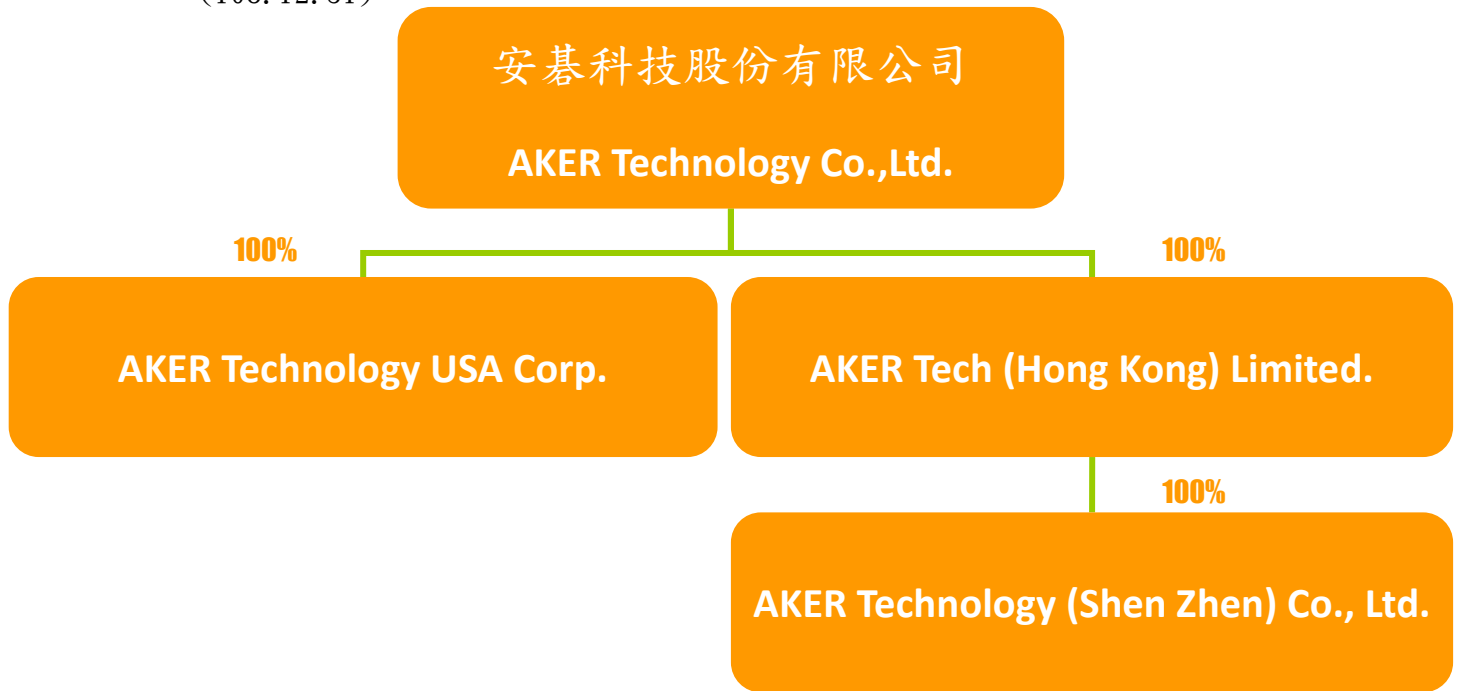 安碁科技股份有限公司
AKER Technology Co.,Ltd.
100%
100%
AKER Technology USA Corp.
AKER Tech (Hong Kong) Limited.
100%
AKER Technology (Shen Zhen) Co., Ltd.